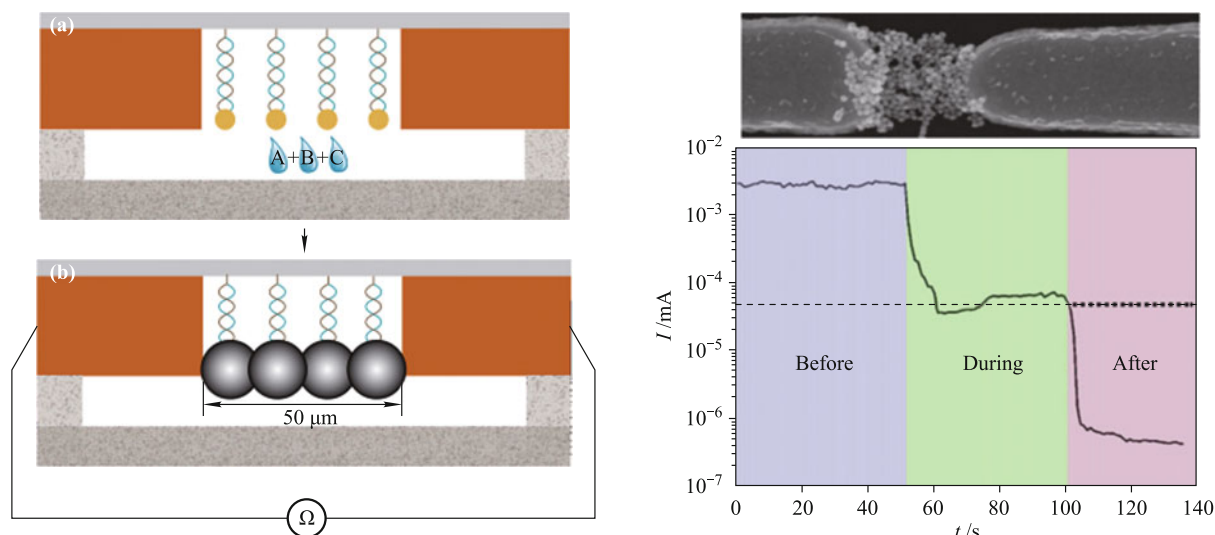 (a)
A+B+C
(b)
50 μm
Ω
10⁻²
10⁻³
10⁻⁴
10⁻⁵
10⁻⁶
10⁻⁷
I /mA
Before
During
After
0
20
40
60
80
100
120
140
t /s